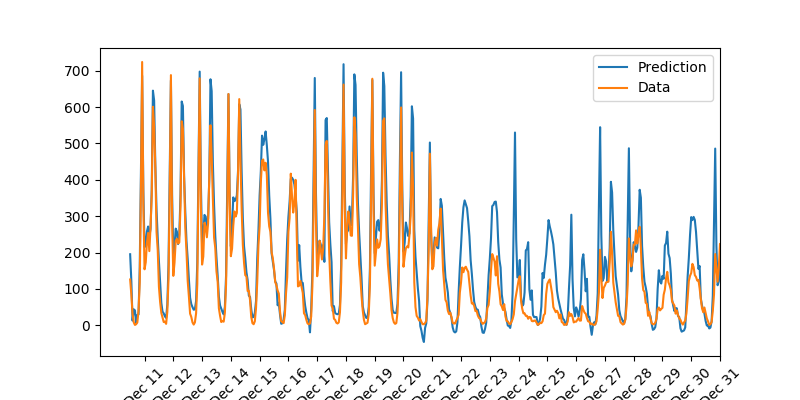 700
600
500
400
300
200
100
0
Prediction
Data
Dec 11
Dec 12
Dec 13
Dec 14
Dec 15
Dec 16
Dec 17
Dec 18
Dec 19
Dec 20
Dec 21
Dec 22
Dec 23
Dec 24
Dec 25
Dec 26
Dec 27
Dec 28
Dec 29
Dec 30
Dec 31